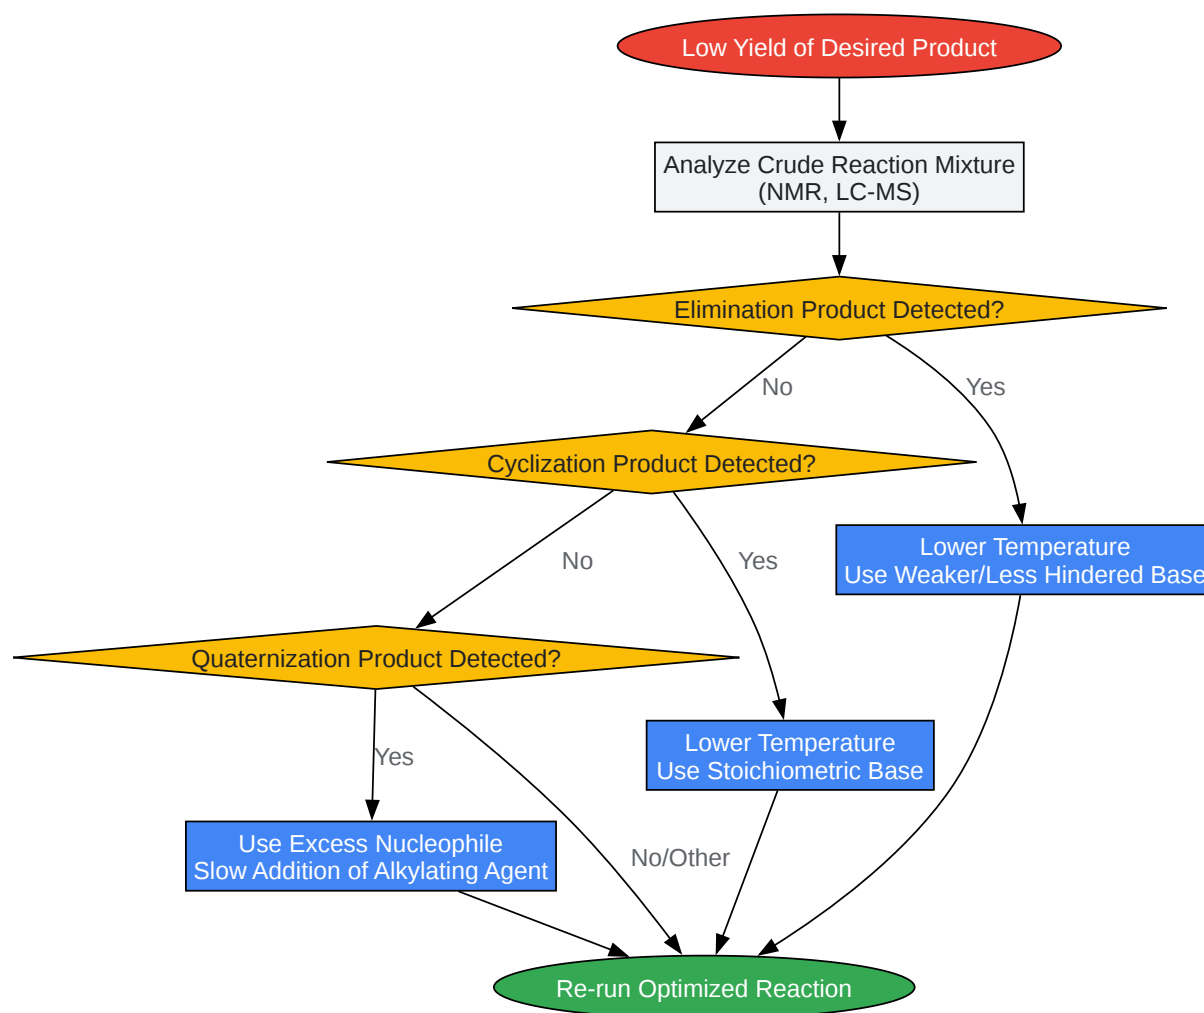 Low Yield of Desired Product
Analyze Crude Reaction Mixture
(NMR, LC-MS)
Elimination Product Detected?
No
Yes
Cyclization Product Detected?
Lower Temperature
Use Weaker/Less Hindered Base
No
Yes
Quaternization Product Detected?
Lower Temperature
Use Stoichiometric Base
Yes
Use Excess Nucleophile
Slow Addition of Alkylating Agent
No/Other
Re-run Optimized Reaction